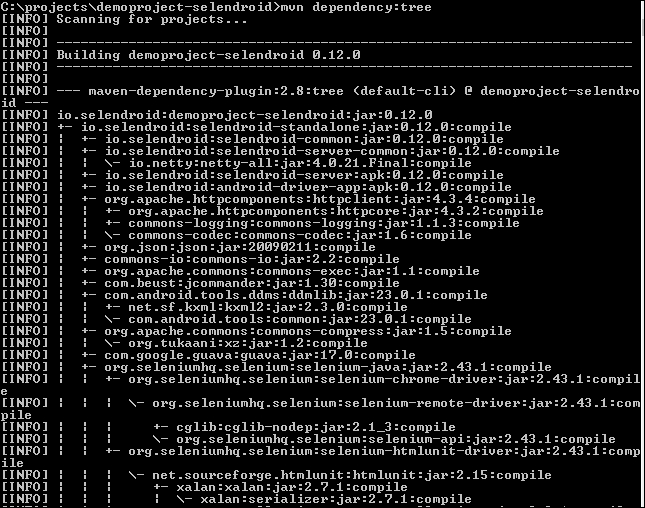 C:\projects\demoproject-selendroid>mvn dependency:tree
[INFO] Scanning for projects...
[INFO]
[INFO] ------------------------------------------------------------------------
[INFO] Building demoproject-selendroid 0.12.0
[INFO] ------------------------------------------------------------------------
[INFO]
[INFO] --- maven-dependency-plugin:2.8:tree (default-cli) @ demoproject-selendro
id ---
[INFO] io.selendroid:demoproject-selendroid:jar:0.12.0
[INFO] +- io.selendroid:selendroid-standalone:jar:0.12.0:compile
[INFO] ¦  +- io.selendroid:selendroid-common:jar:0.12.0:compile
[INFO] ¦  +- io.selendroid:selendroid-server-common:jar:0.12.0:compile
[INFO] ¦  ¦  \- io.netty:netty-all:jar:4.0.21.Final:compile
[INFO] ¦  +- io.selendroid:selendroid-server:apk:0.12.0:compile
[INFO] ¦  +- io.selendroid:android-driver-app:apk:0.12.0:compile
[INFO] ¦  +- org.apache.httpcomponents:httpclient:jar:4.3.4:compile
[INFO] ¦  ¦  +- org.apache.httpcomponents:httpcore:jar:4.3.2:compile
[INFO] ¦  ¦  +- commons-logging:commons-logging:jar:1.1.3:compile
[INFO] ¦  ¦  \- commons-codec:commons-codec:jar:1.6:compile
[INFO] ¦  +- org.json:json:jar:20090211:compile
[INFO] ¦  +- commons-io:commons-io:jar:2.2:compile
[INFO] ¦  +- org.apache.commons:commons-exec:jar:1.1:compile
[INFO] ¦  +- com.beust:jcommander:jar:1.30:compile
[INFO] ¦  +- com.android.tools.ddms:ddmlib:jar:23.0.1:compile
[INFO] ¦  ¦  +- net.sf.kxml:kxml2:jar:2.3.0:compile
[INFO] ¦  ¦  \- com.android.tools:common:jar:23.0.1:compile
[INFO] ¦  +- org.apache.commons:commons-compress:jar:1.5:compile
[INFO] ¦  ¦  \- org.tukaani:xz:jar:1.2:compile
[INFO] ¦  +- com.google.guava:guava:jar:17.0:compile
[INFO] ¦  +- org.seleniumhq.selenium:selenium-java:jar:2.43.1:compile
[INFO] ¦  ¦  +- org.seleniumhq.selenium:selenium-chrome-driver:jar:2.43.1:compil
e
[INFO] ¦  ¦  ¦  \- org.seleniumhq.selenium:selenium-remote-driver:jar:2.43.1:com
pile
[INFO] ¦  ¦  ¦     +- cglib:cglib-nodep:jar:2.1_3:compile
[INFO] ¦  ¦  ¦     \- org.seleniumhq.selenium:selenium-api:jar:2.43.1:compile
[INFO] ¦  ¦  +- org.seleniumhq.selenium:selenium-htmlunit-driver:jar:2.43.1:comp
ile
[INFO] ¦  ¦  ¦  \- net.sourceforge.htmlunit:htmlunit:jar:2.15:compile
[INFO] ¦  ¦  ¦     +- xalan:xalan:jar:2.7.1:compile
[INFO] ¦  ¦  ¦     ¦  \- xalan:serializer:jar:2.7.1:compile